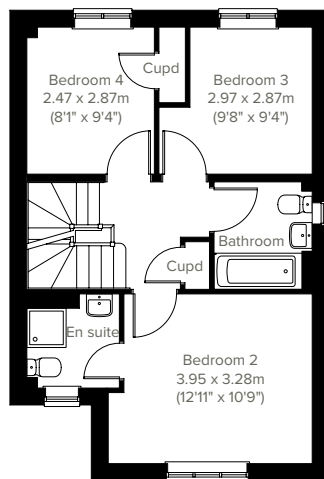 Bedroom 4
2.47 x 2.87m
(8'1" x 9'4")
Cupd
Bedroom 3
2.97 x 2.87m
(9'8" x 9'4")
Bathroom
Cupd
En suite
Bedroom 2
3.95 x 3.28m
(12'11" x 10'9")